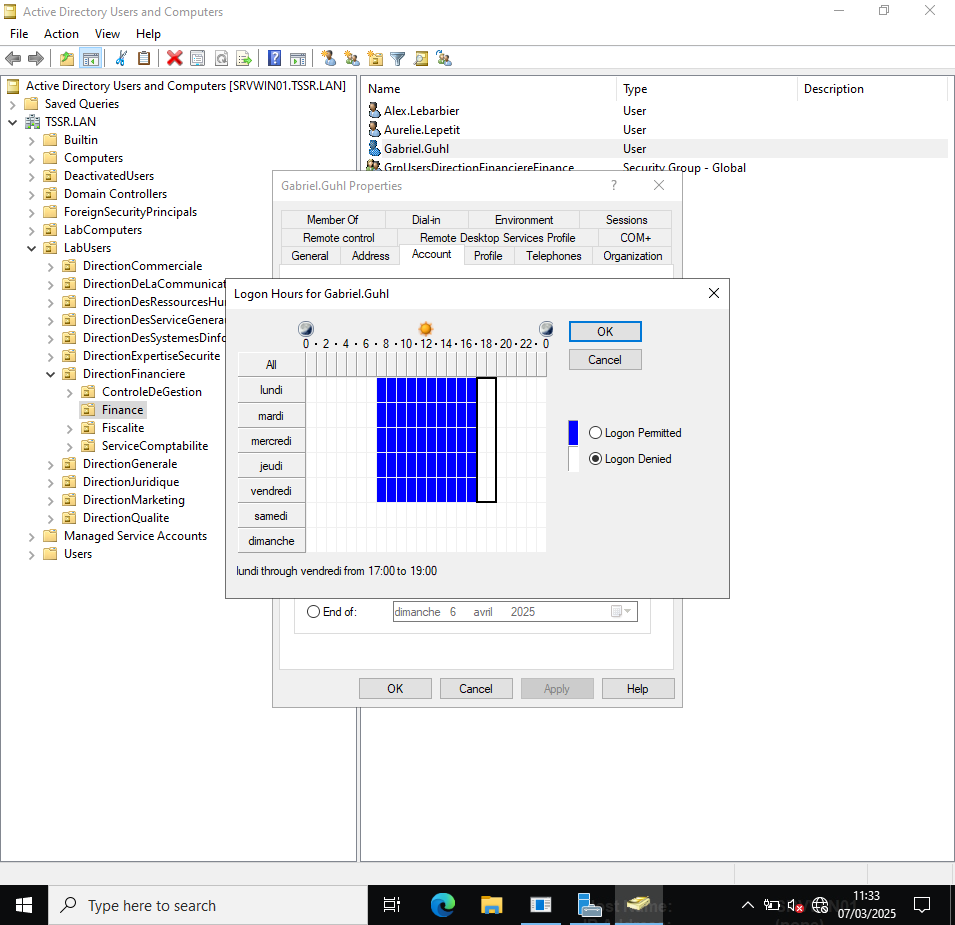 Active Directory Users and Computers
File Action View Help
Active Directory Users and Computers [SRVWIN01.TSSR.LAN]
Saved Queries
TSSR.LAN
Builtin
Computers
DeactivatedUsers
Domain Controllers
ForeignSecurityPrincipals
LabComputers
LabUsers
DirectionCommerciale
DirectionDeLaCommunicat
DirectionDesRessourcesHu
DirectionDesServiceGenera
DirectionDesSystemesDinfo
DirectionExpertiseSecurite
DirectionFinanciere
ControleDeGestion
Finance
Fiscalite
ServiceComptabilite
DirectionGenerale
DirectionJuridique
DirectionMarketing
DirectionQualite
Managed Service Accounts
Users
Name Type Description
Alex.Lebarbier User
Aurelie.Lepetit User
Gabriel.Guhl User
GrpUsersDirectionFinanciereFinance Security Group - Global
Gabriel.Guhl Properties ?
Member Of Dial-in Environment Sessions
Remote control Remote Desktop Services Profile COM+
General Address Account Profile Telephones Organization
Logon Hours for Gabriel.Guhl
0 · 2 · 4 · 6 · 8 · 10 · 12 · 14 · 16 · 18 · 20 · 22 · 0
All
lundi
mardi
mercredi
jeudi
vendredi
samedi
dimanche
OK
Cancel
Logon Permitted
Logon Denied
lundi through vendredi from 17:00 to 19:00
End of: dimanche 6 avril 2025
OK Cancel Apply Help
Type here to search
11:33
07/03/2025